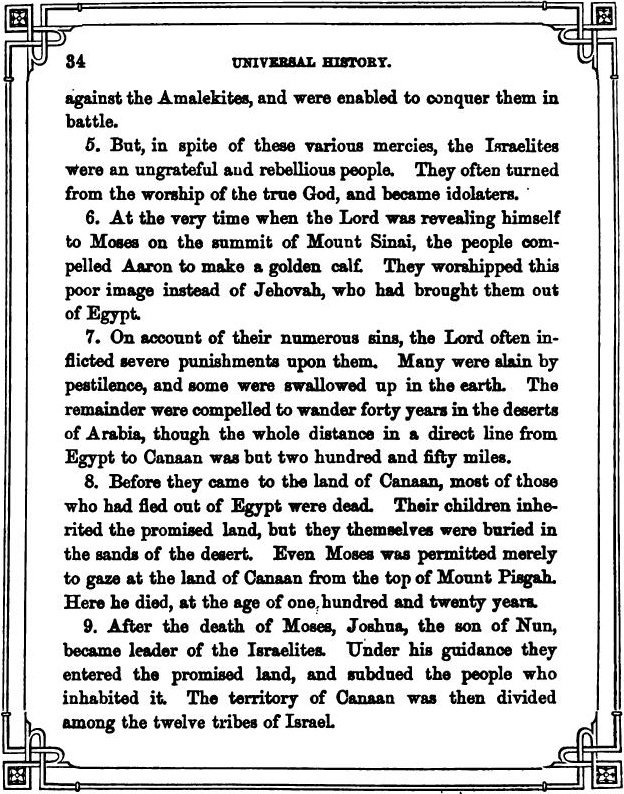 34 UNIVERSAL HISTORY.
against the Amalekites, and were enabled to conquer them in
battle.
5. But, in spite of these various mercies, the Israelites
were an ungrateful and rebellious people. They often turned
from the worship of the true God, and became idolaters.
6. At the very time when the Lord was revealing himself
to Moses on the summit of Mount Sinai, the people com-
pelled Aaron to make a golden calf. They worshipped this
poor image instead of Jehovah, who had brought them out
of Egypt.
7. On account of their numerous sins, the Lord often in-
flicted severe punishments upon them. Many were slain by
pestilence, and some were swallowed up in the earth. The
remainder were compelled to wander forty years in the deserts
of Arabia, though the whole distance in a direct line from
Egypt to Canaan was but two hundred and fifty miles.
8. Before they came to the land of Canaan, most of those
who had fled out of Egypt were dead. Their children inhe-
rited the promised land, but they themselves were buried in
the sands of the desert. Even Moses was permitted merely
to gaze at the land of Canaan from the top of Mount Pisgah.
Here he died, at the age of one hundred and twenty years.
9. After the death of Moses, Joshua, the son of Nun,
became leader of the Israelites. Under his guidance they
entered the promised land, and subdued the people who
inhabited it. The territory of Canaan was then divided
among the twelve tribes of Israel.